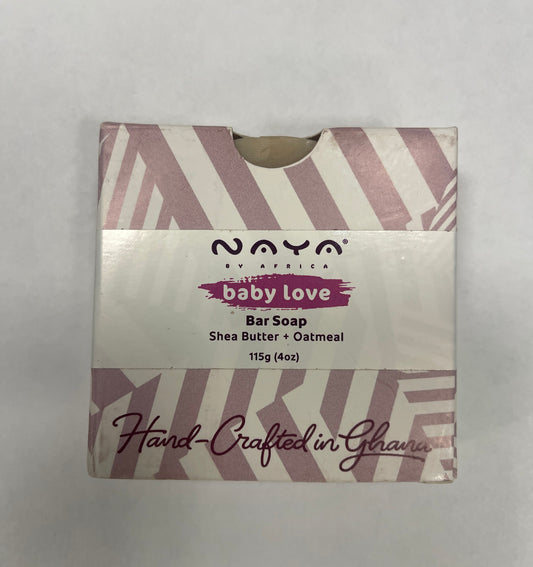 NAYA®
BY AFRICA
baby love
Bar Soap
Shea Butter + Oatmeal
115g (4oz)
Hand-Crafted in Ghana